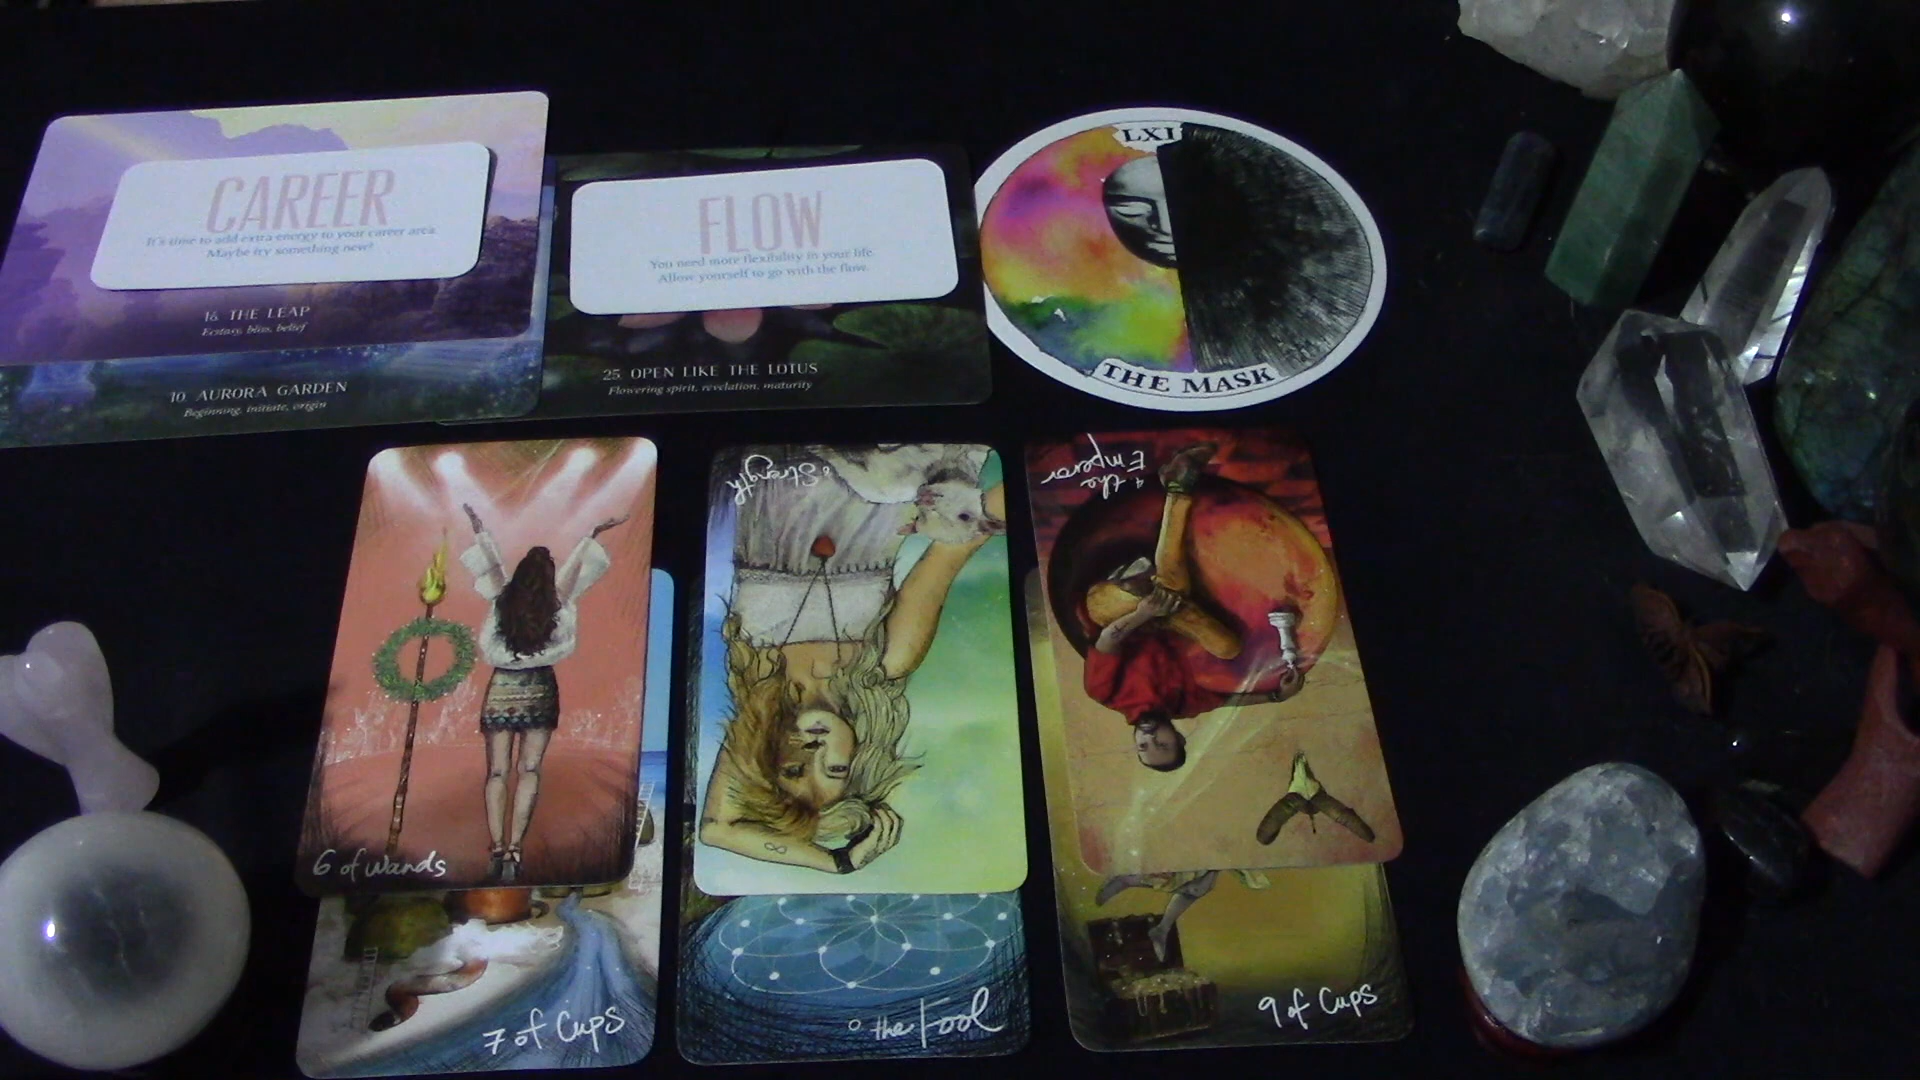 CAREER
It's time to add extra energy to your career area.
Maybe try something new?
16 THE LEAP
Ecstasy, bliss, belief
10 AURORA GARDEN
Beginning, initiate, origin
FLOW
You need more flexibility in your life.
Allow yourself to go with the flow.
25 OPEN LIKE THE LOTUS
Flowering spirit, revelation, maturity
LXI
THE MASK
6 of Wands
7 of Cups
8 Strength
0 the Fool
4 the
Emperor
9 of Cups